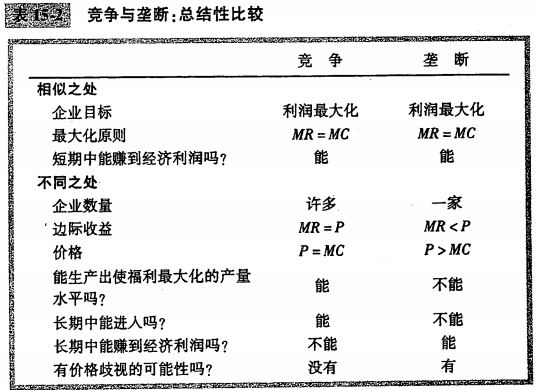 表 15-2 竞争与垄断:总结性比较
竞 争 垄 断
相似之处
企业目标 利润最大化 利润最大化
最大化原则 MR = MC MR = MC
短期中能赚到经济利润吗? 能 能
不同之处
企业数量 许多 一家
边际收益 MR = P MR < P
价格 P = MC P > MC
能生产出使福利最大化的产量
水平吗? 能 不能
长期中能进入吗? 能 不能
长期中能赚到经济利润吗? 不能 能
有价格歧视的可能性吗? 没有 有